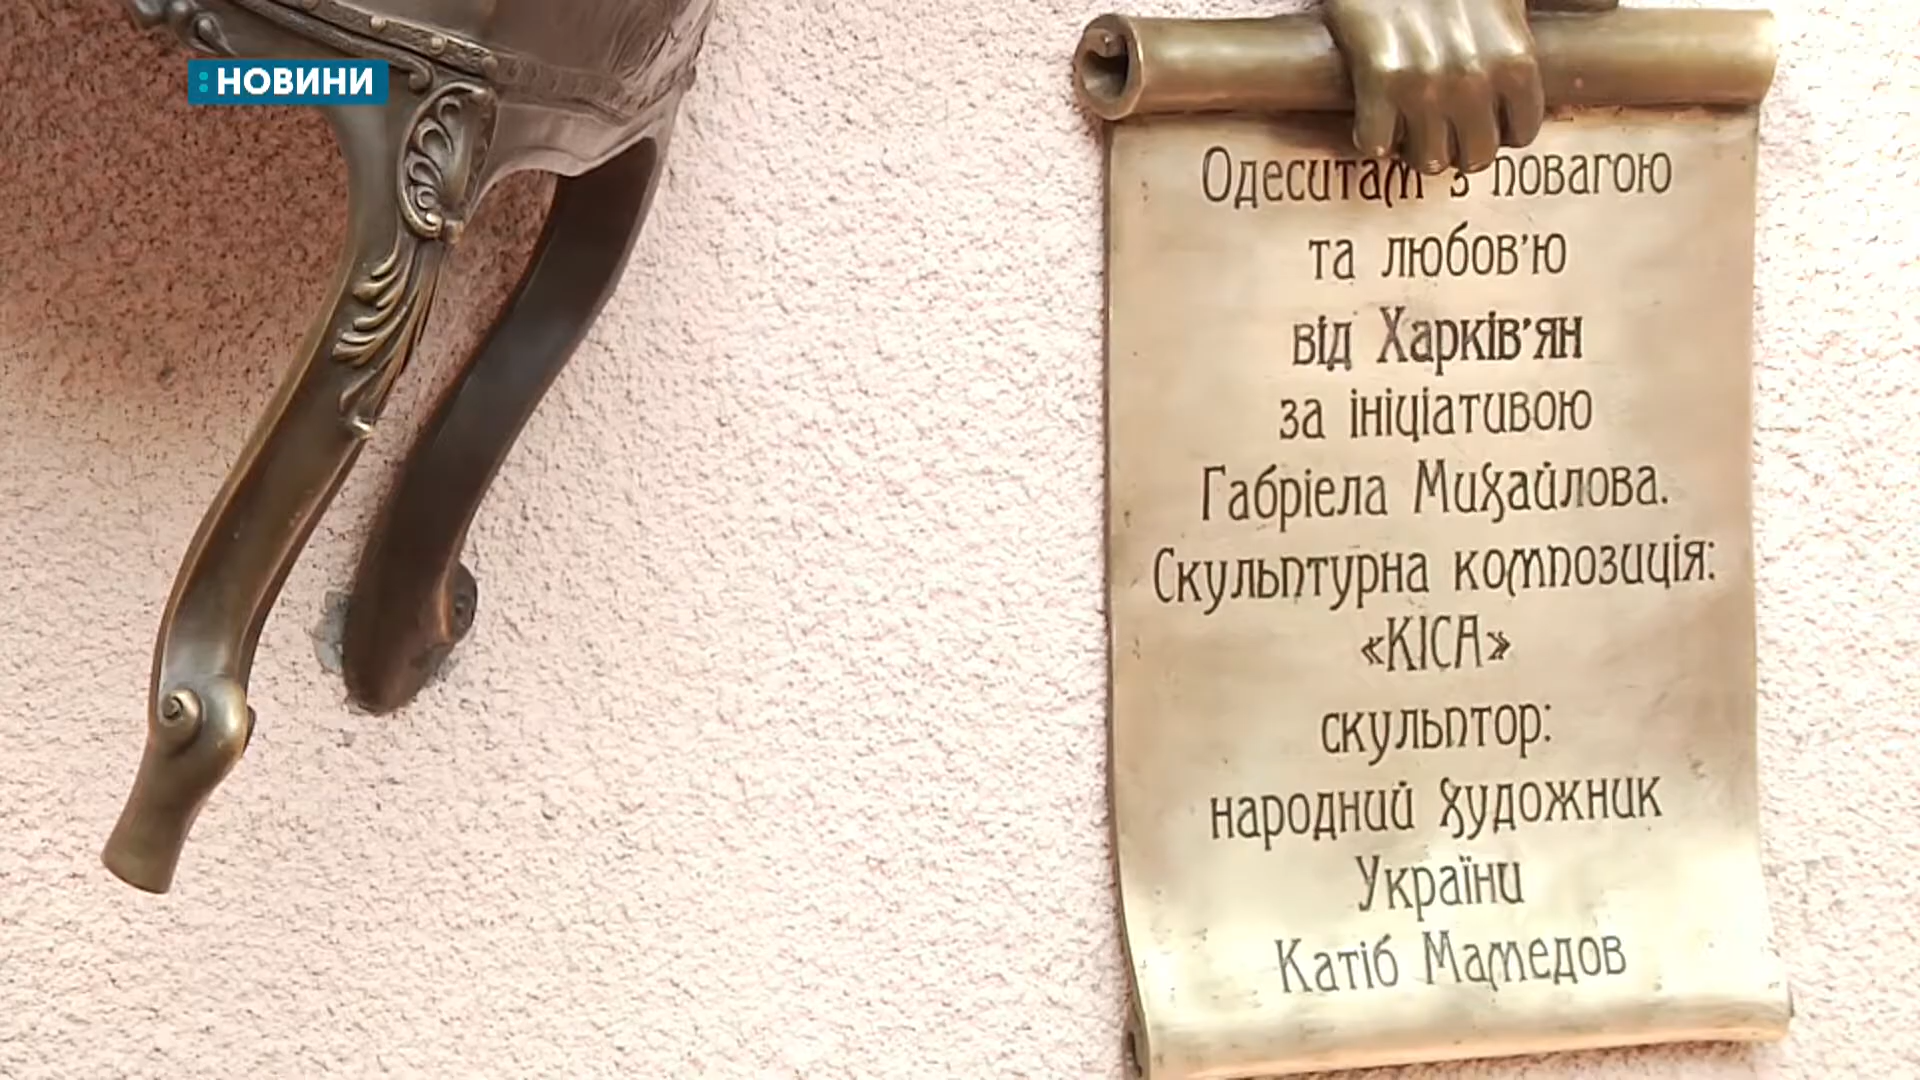 :НОВИНИ
Одеситам з повагою
та любов'ю
від Харків'ян
за ініціативою
Габріела Михайлова.
Скульптурна композиція:
«КІСА»
скульптор:
народний художник
України
Катіб Мамедов